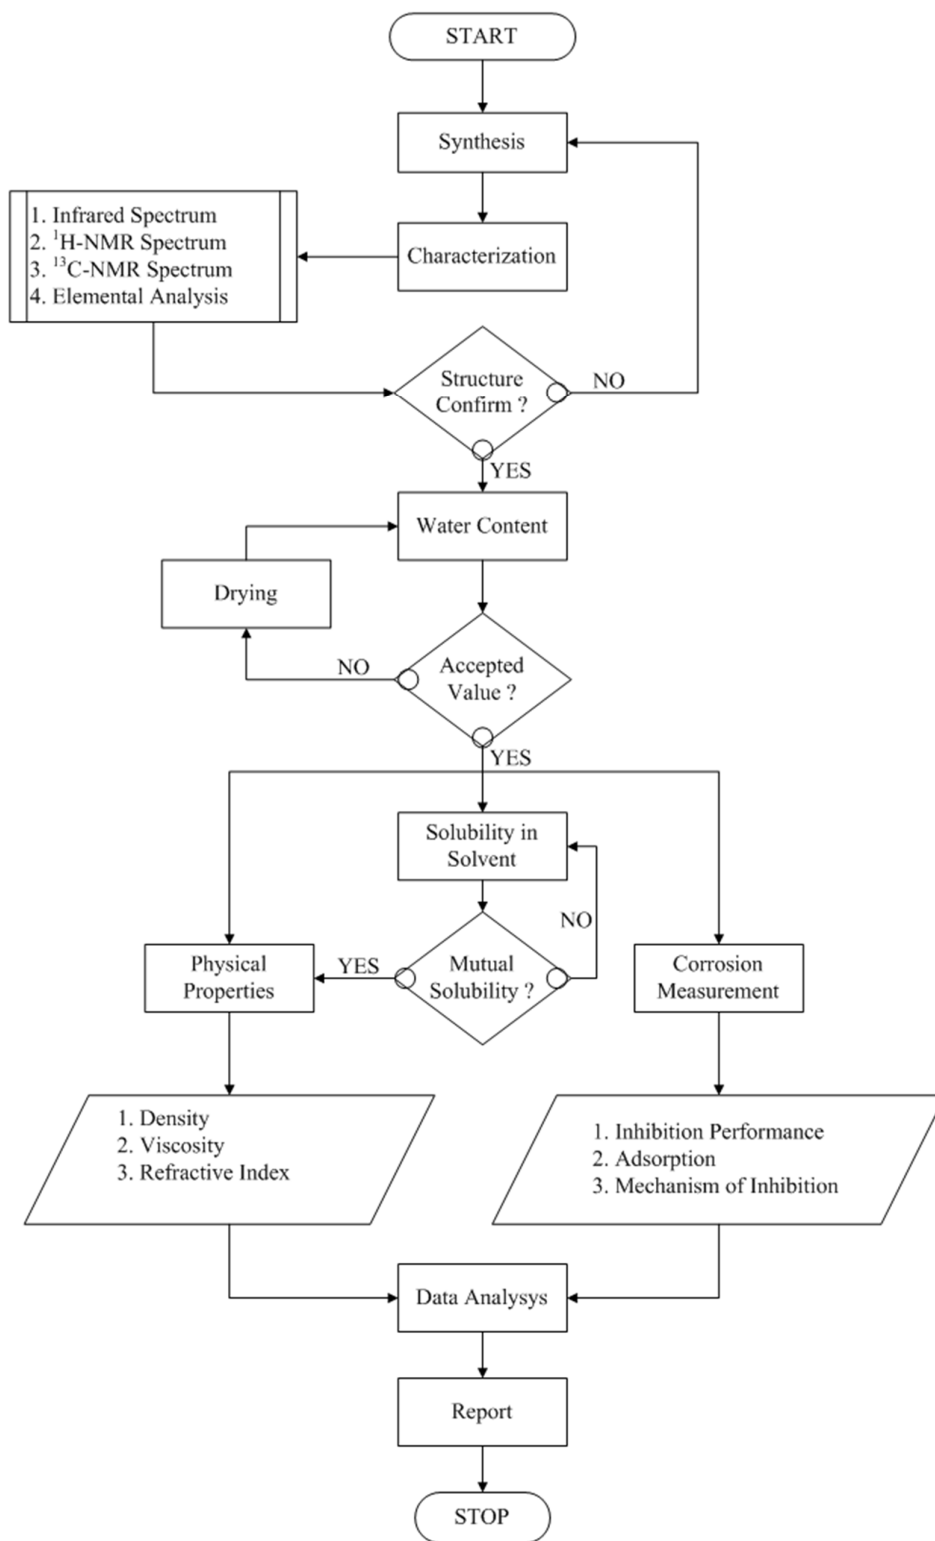 START
Synthesis
1. Infrared Spectrum
2. ¹H-NMR Spectrum
3. ¹³C-NMR Spectrum
4. Elemental Analysis
Characterization
Structure
Confirm ?
NO
YES
Water Content
Drying
Accepted
Value ?
NO
YES
Solubility in
Solvent
NO
Physical
Properties
YES
Mutual
Solubility ?
Corrosion
Measurement
1. Density
2. Viscosity
3. Refractive Index
1. Inhibition Performance
2. Adsorption
3. Mechanism of Inhibition
Data Analysys
Report
STOP